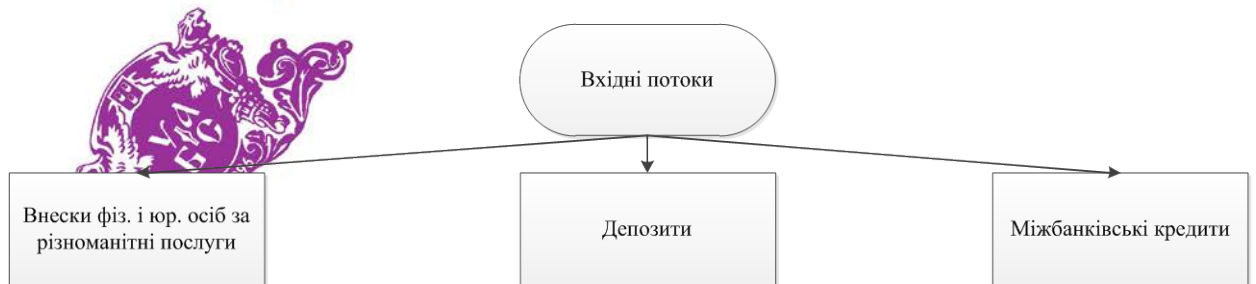 Вхідні потоки
Внески фіз. і юр. осіб за
різноманітні послуги
Депозити
Міжбанківські кредити